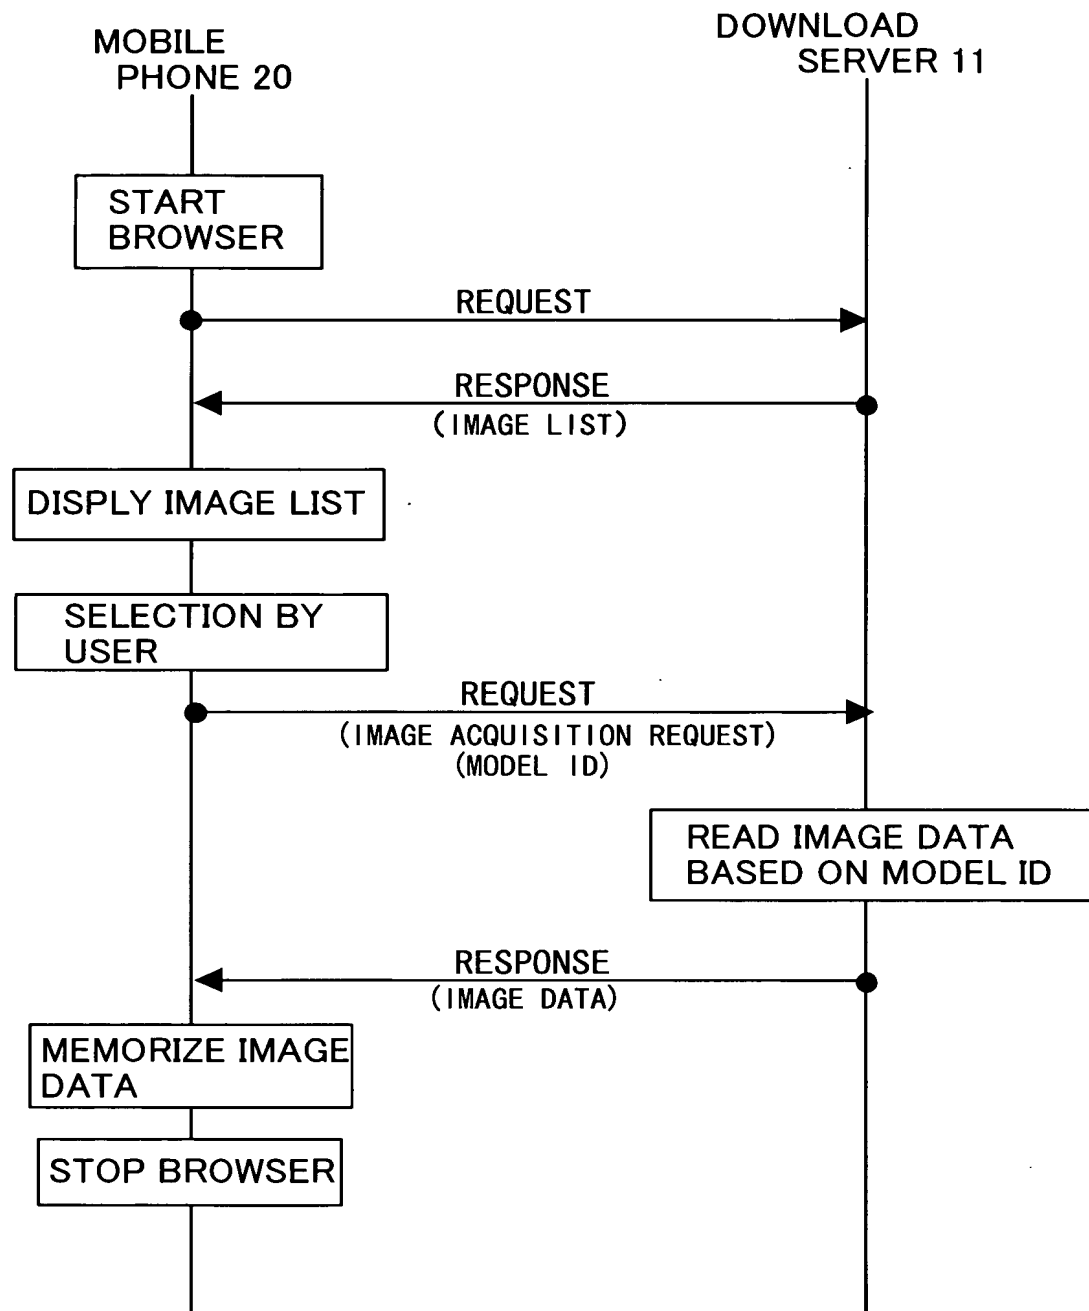 MOBILE
PHONE 20
DOWNLOAD
SERVER 11
START
BROWSER
REQUEST
RESPONSE
(IMAGE LIST)
DISPLY IMAGE LIST
SELECTION BY
USER
REQUEST
(IMAGE ACQUISITION REQUEST)
(MODEL ID)
READ IMAGE DATA
BASED ON MODEL ID
RESPONSE
(IMAGE DATA)
MEMORIZE IMAGE
DATA
STOP BROWSER